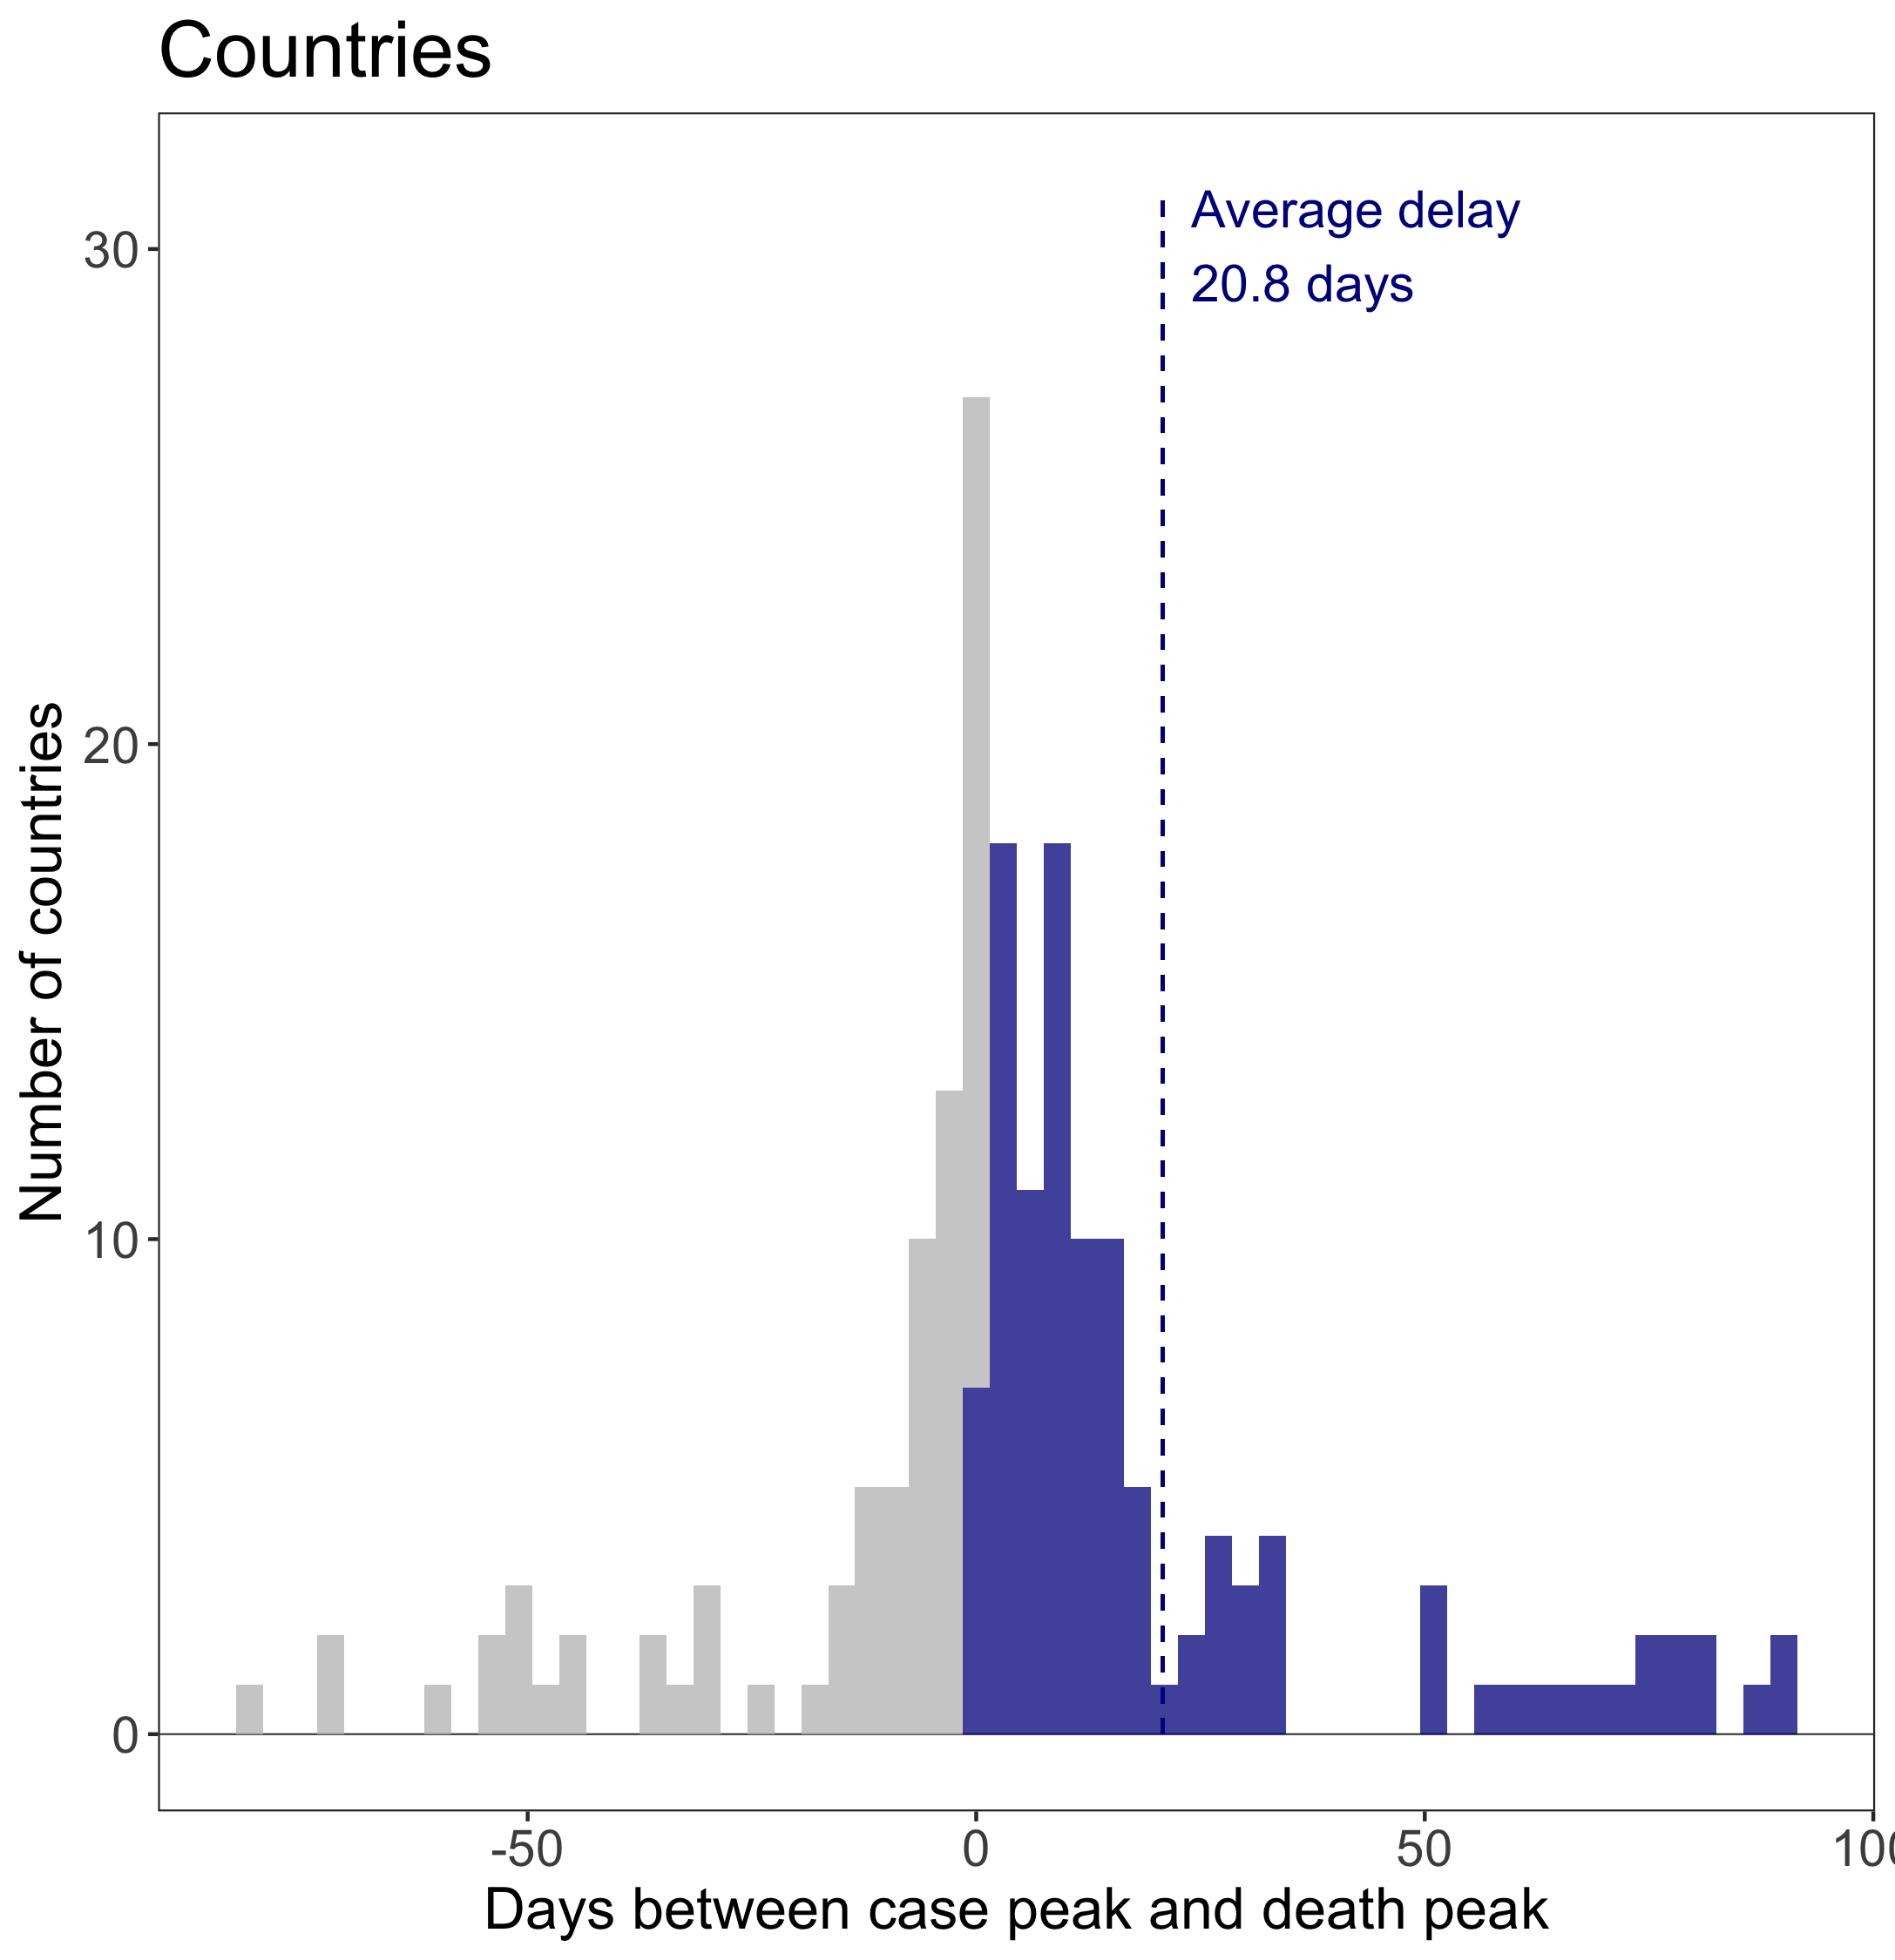 Countries
Average delay
20.8 days
30
20
10
0
Number of countries
-50
0
50
100
Days between case peak and death peak